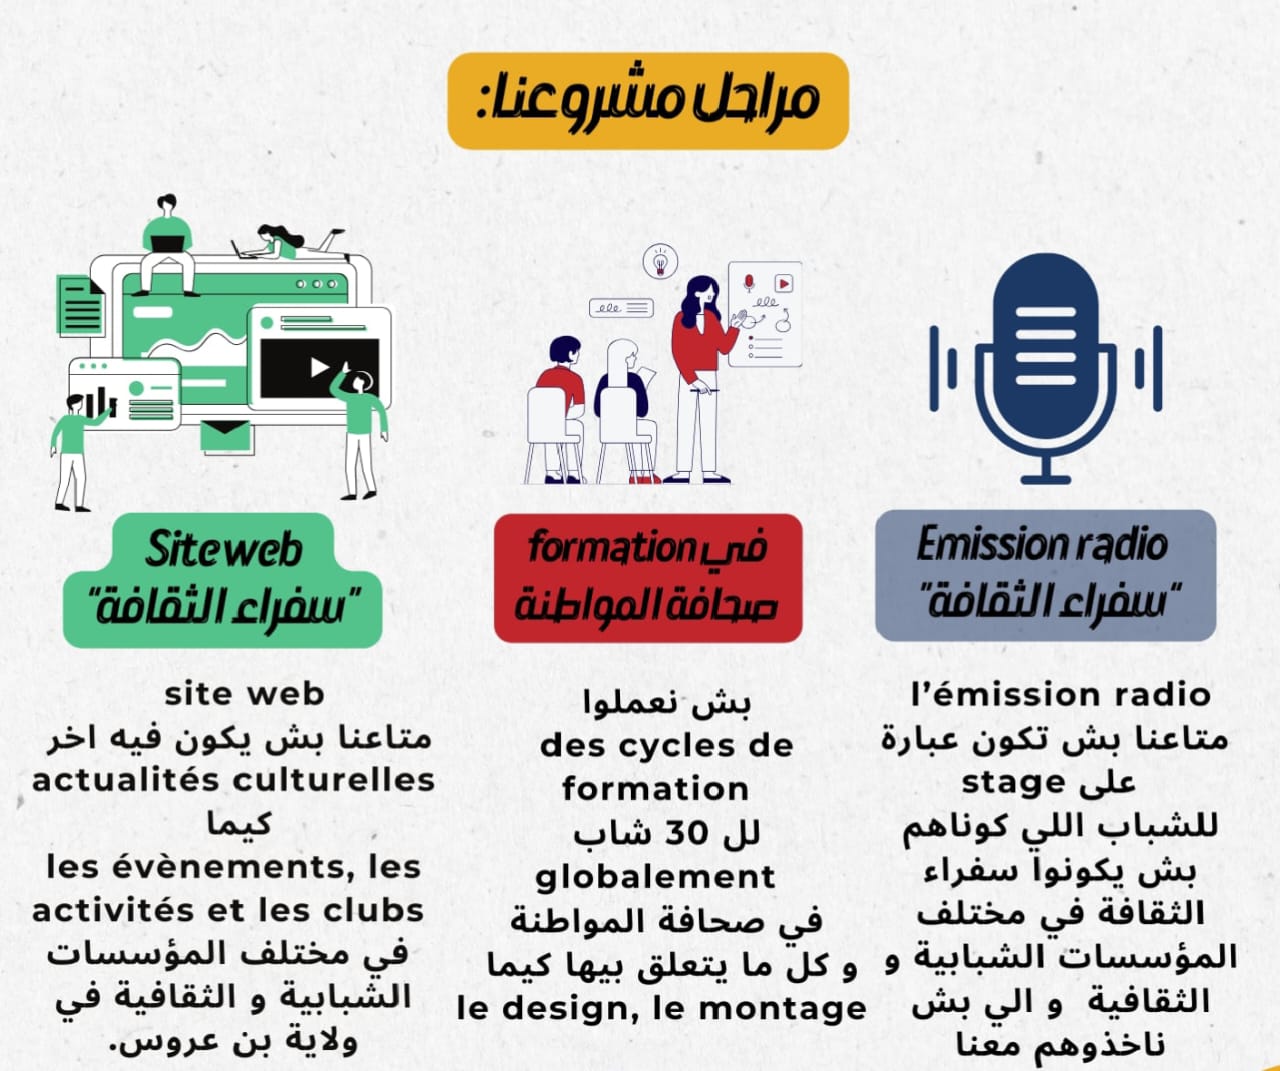 مراحل مشروعنا:
Emission radio
"سفراء الثقافة"
l’émission radio
متاعنا بش تكون عبارة
على stage
للشباب اللي كوناهم
بش يكونوا سفراء
الثقافة في مختلف
المؤسسات الشبابية و
الثقافية و الي بش
ناخذوهم معنا
formation في
صحافة المواطنة
بش نعملوا
des cycles de
formation
لل 30 شاب
globalement
في صحافة المواطنة
و كل ما يتعلق بيها كيما
le design, le montage
Site web
"سفراء الثقافة"
site web
متاعنا بش يكون فيه اخر
actualités culturelles
كيما
les évènements, les
activités et les clubs
في مختلف المؤسسات
الشبابية و الثقافية في
ولاية بن عروس.